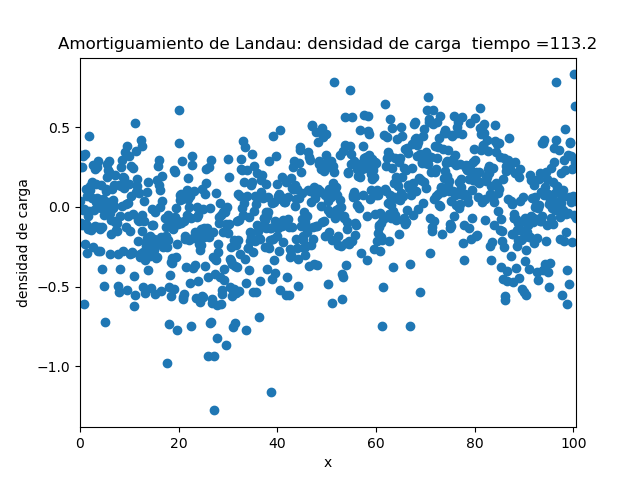 Amortiguamiento de Landau: densidad de carga  tiempo =113.2
densidad de carga
0.5
0.0
−0.5
−1.0
0 20 40 60 80 100
x